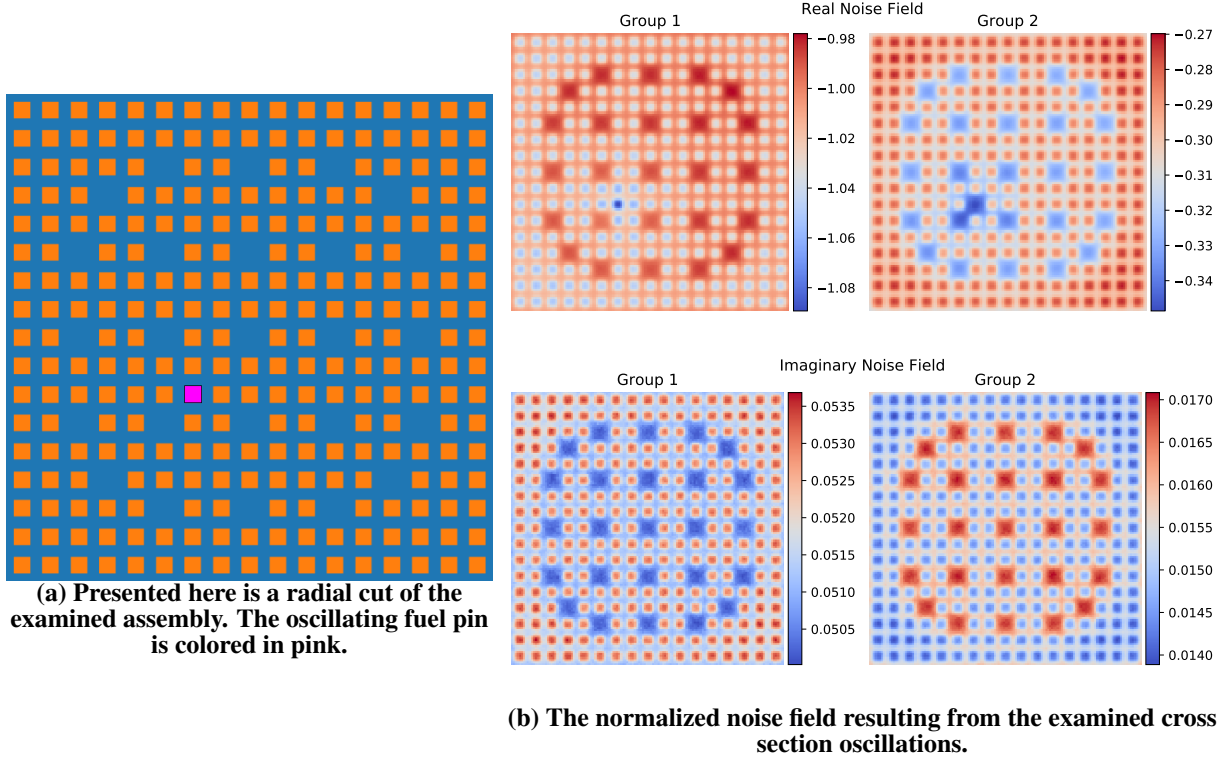 Real Noise Field
Group 1
Group 2
−0.98
−1.00
−1.02
−1.04
−1.06
−1.08
−0.27
−0.28
−0.29
−0.30
−0.31
−0.32
−0.33
−0.34
Imaginary Noise Field
Group 1
Group 2
0.0535
0.0530
0.0525
0.0520
0.0515
0.0510
0.0505
0.0170
0.0165
0.0160
0.0155
0.0150
0.0145
0.0140
(a) Presented here is a radial cut of the
examined assembly. The oscillating fuel pin
is colored in pink.
(b) The normalized noise field resulting from the examined cross
section oscillations.